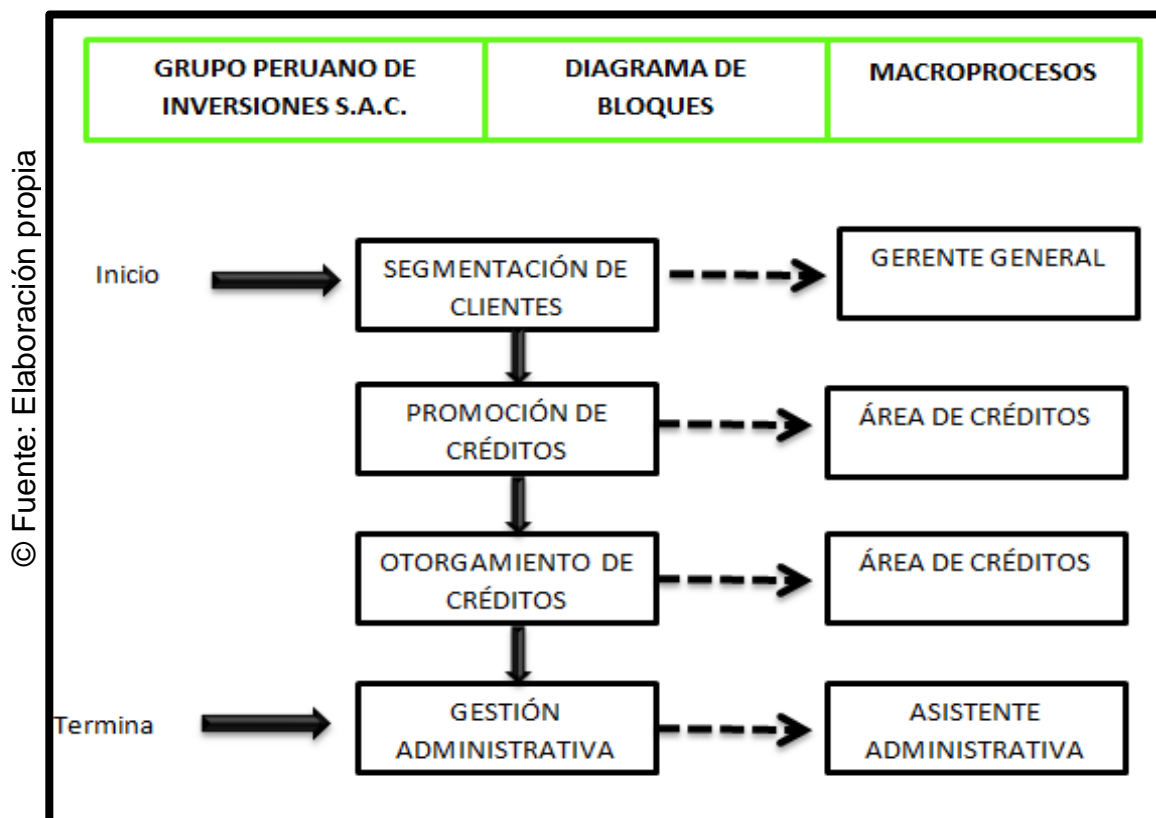 GRUPO PERUANO DE
INVERSIONES S.A.C.
DIAGRAMA DE
BLOQUES
MACROPROCESOS
© Fuente: Elaboración propia
Inicio
SEGMENTACIÓN DE
CLIENTES
GERENTE GENERAL
PROMOCIÓN DE
CRÉDITOS
ÁREA DE CRÉDITOS
OTORGAMIENTO DE
CRÉDITOS
ÁREA DE CRÉDITOS
Termina
GESTIÓN
ADMINISTRATIVA
ASISTENTE
ADMINISTRATIVA